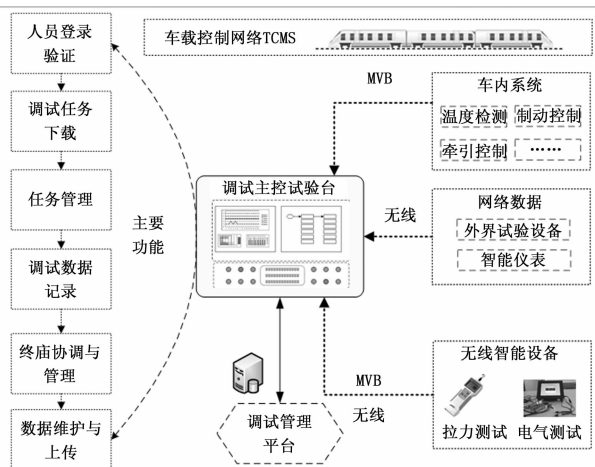 人员登录
验证
调试任务
下载
任务管理
调试数据
记录
终庙协调与
管理
数据维护与
上传
主要
功能
车载控制网络TCMS
MVB
车内系统
温度检测
制动控制
牵引控制
……
调试主控试验台
无线
网络数据
外界试验设备
智能仪表
无线智能设备
拉力测试
电气测试
MVB
无线
调试管理
平台